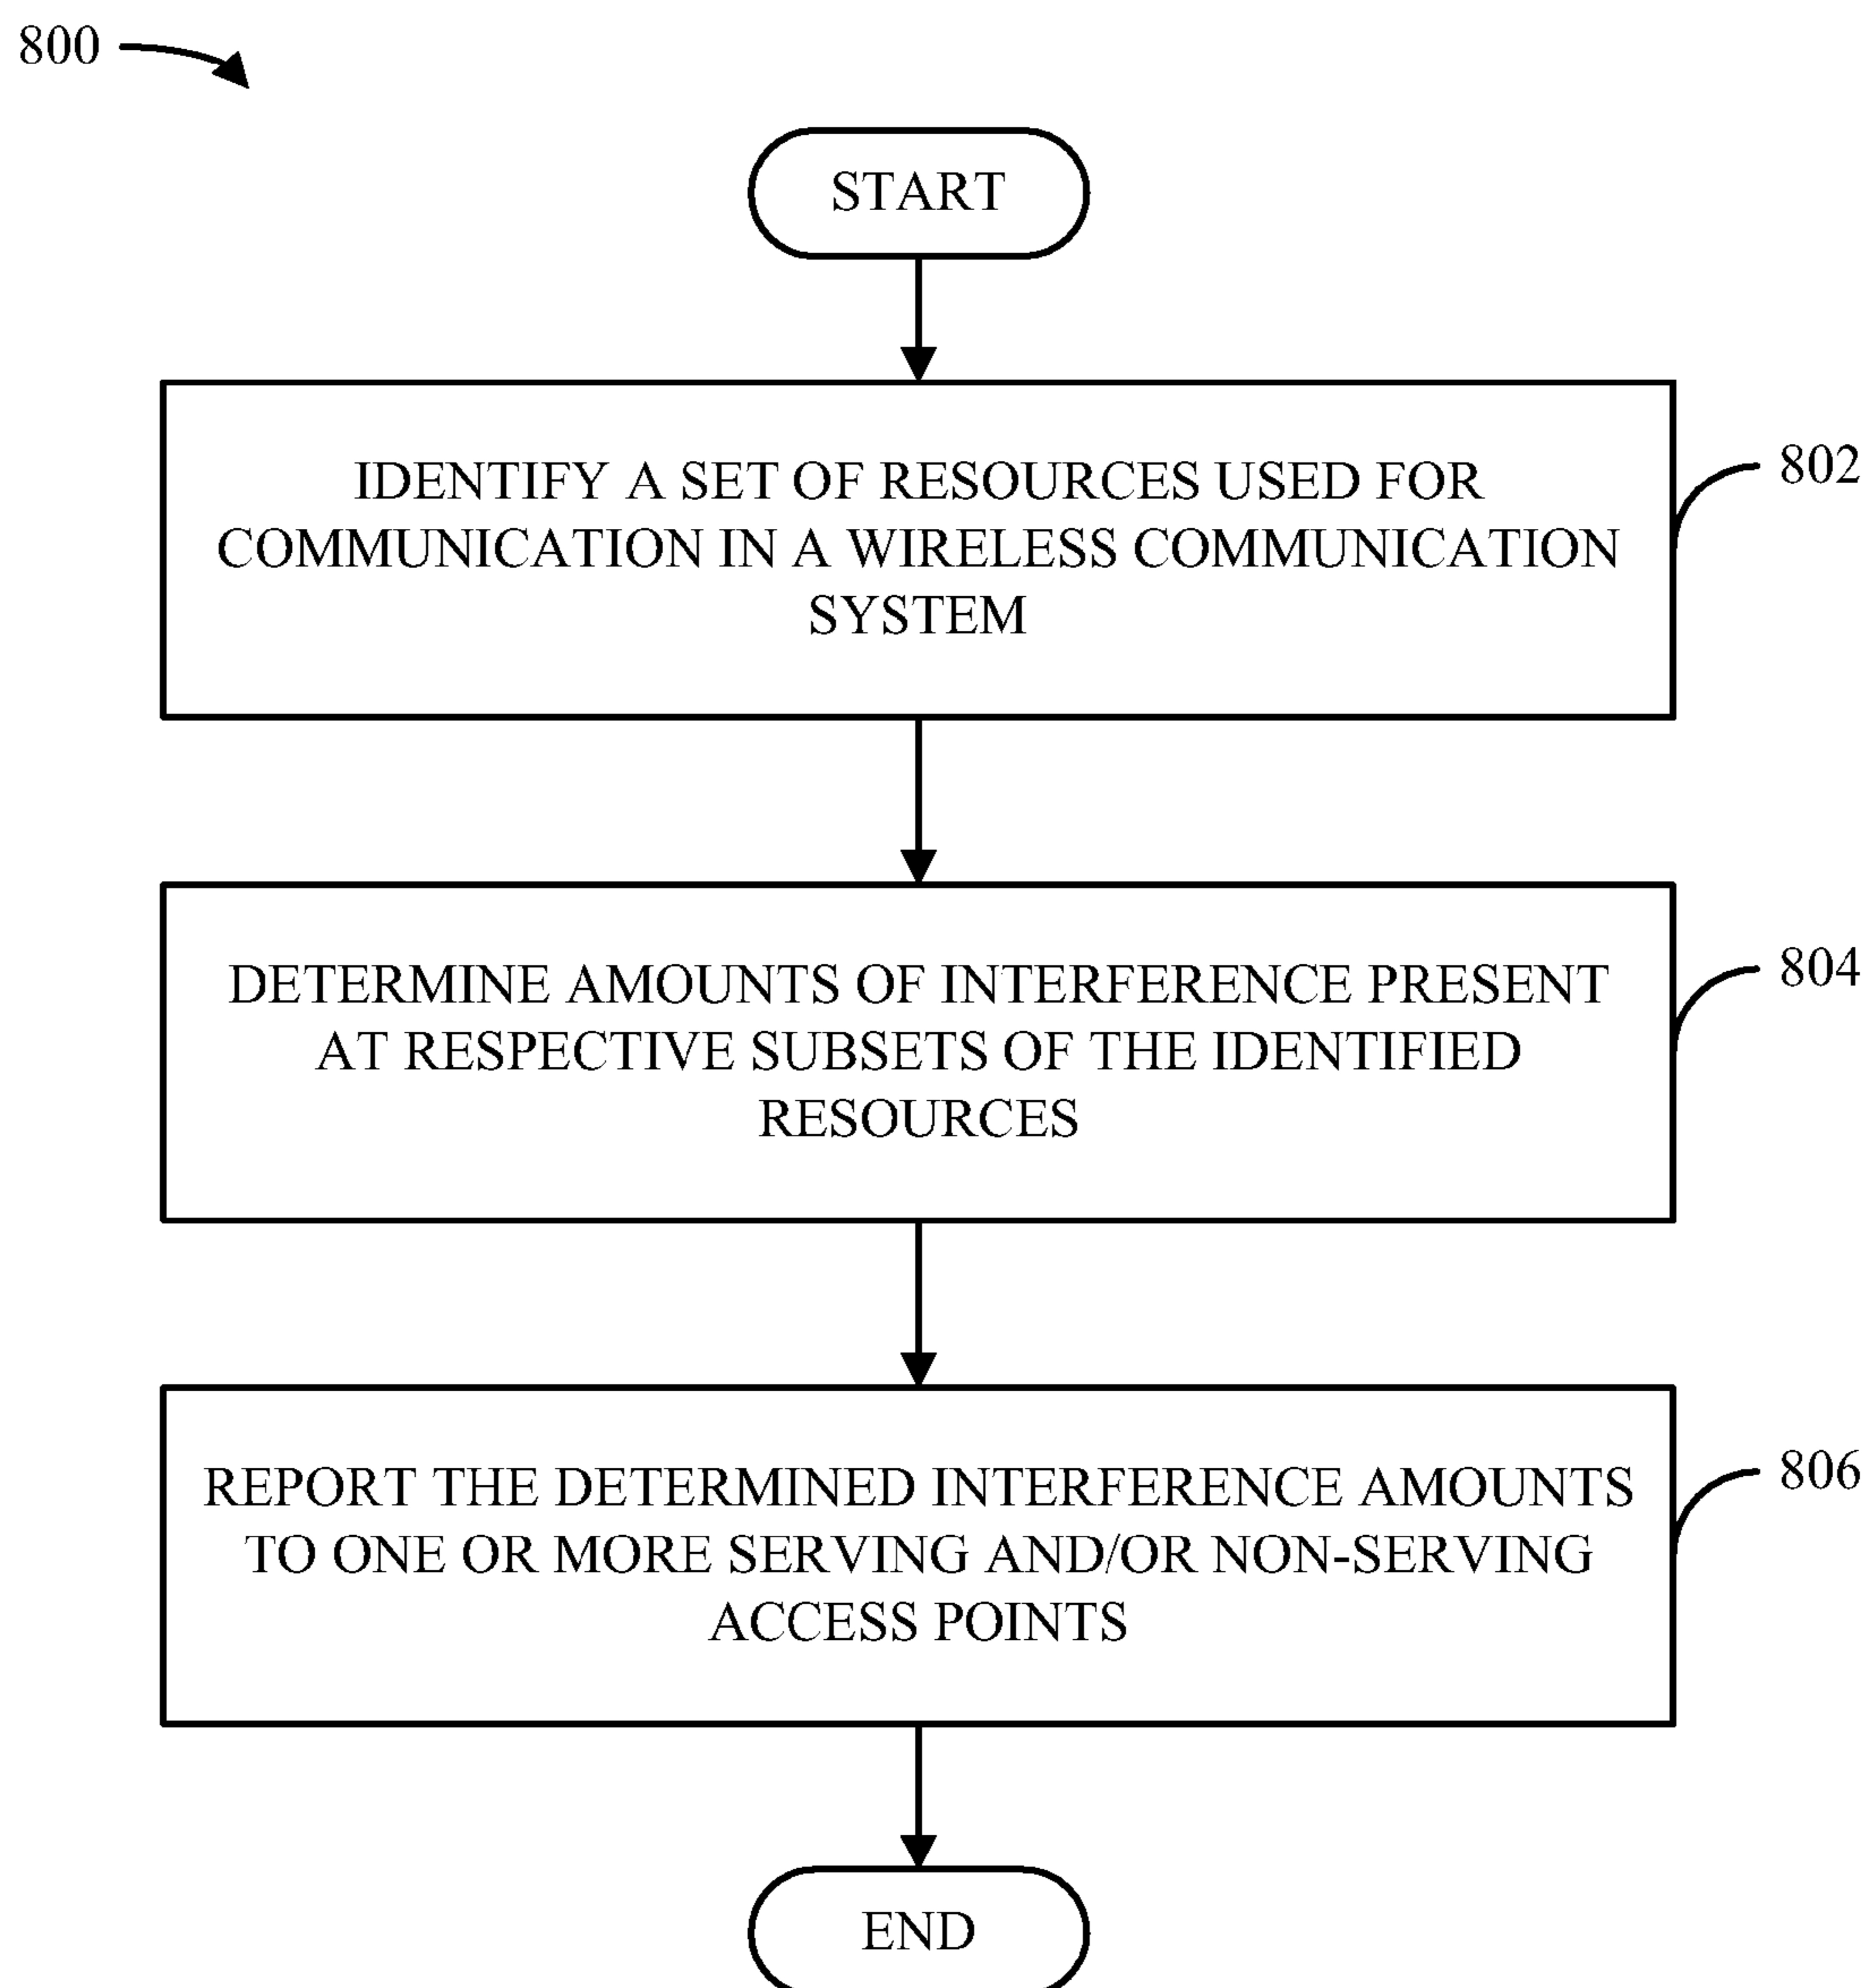 800
START
IDENTIFY A SET OF RESOURCES USED FOR
COMMUNICATION IN A WIRELESS COMMUNICATION
SYSTEM
802
DETERMINE AMOUNTS OF INTERFERENCE PRESENT
AT RESPECTIVE SUBSETS OF THE IDENTIFIED
RESOURCES
804
REPORT THE DETERMINED INTERFERENCE AMOUNTS
TO ONE OR MORE SERVING AND/OR NON-SERVING
ACCESS POINTS
806
END